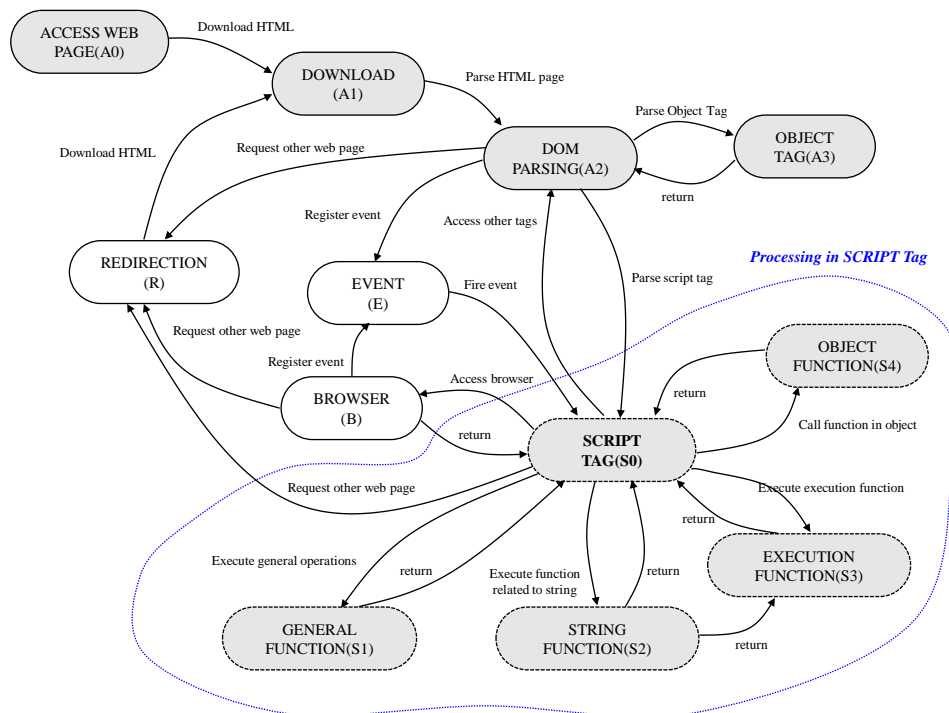 ACCESS WEB
PAGE(A0)
Download HTML
DOWNLOAD
(A1)
Parse HTML page
DOM
PARSING(A2)
Parse Object Tag
OBJECT
TAG(A3)
return
Download HTML
Request other web page
Register event
Access other tags
REDIRECTION
(R)
EVENT
(E)
Fire event
Parse script tag
Processing in SCRIPT Tag
Request other web page
Register event
BROWSER
(B)
Access browser
return
SCRIPT
TAG(S0)
return
OBJECT
FUNCTION(S4)
Call function in object
Request other web page
Execute execution function
return
EXECUTION
FUNCTION(S3)
Execute general operations
return
Execute function
related to string
return
GENERAL
FUNCTION(S1)
STRING
FUNCTION(S2)
return